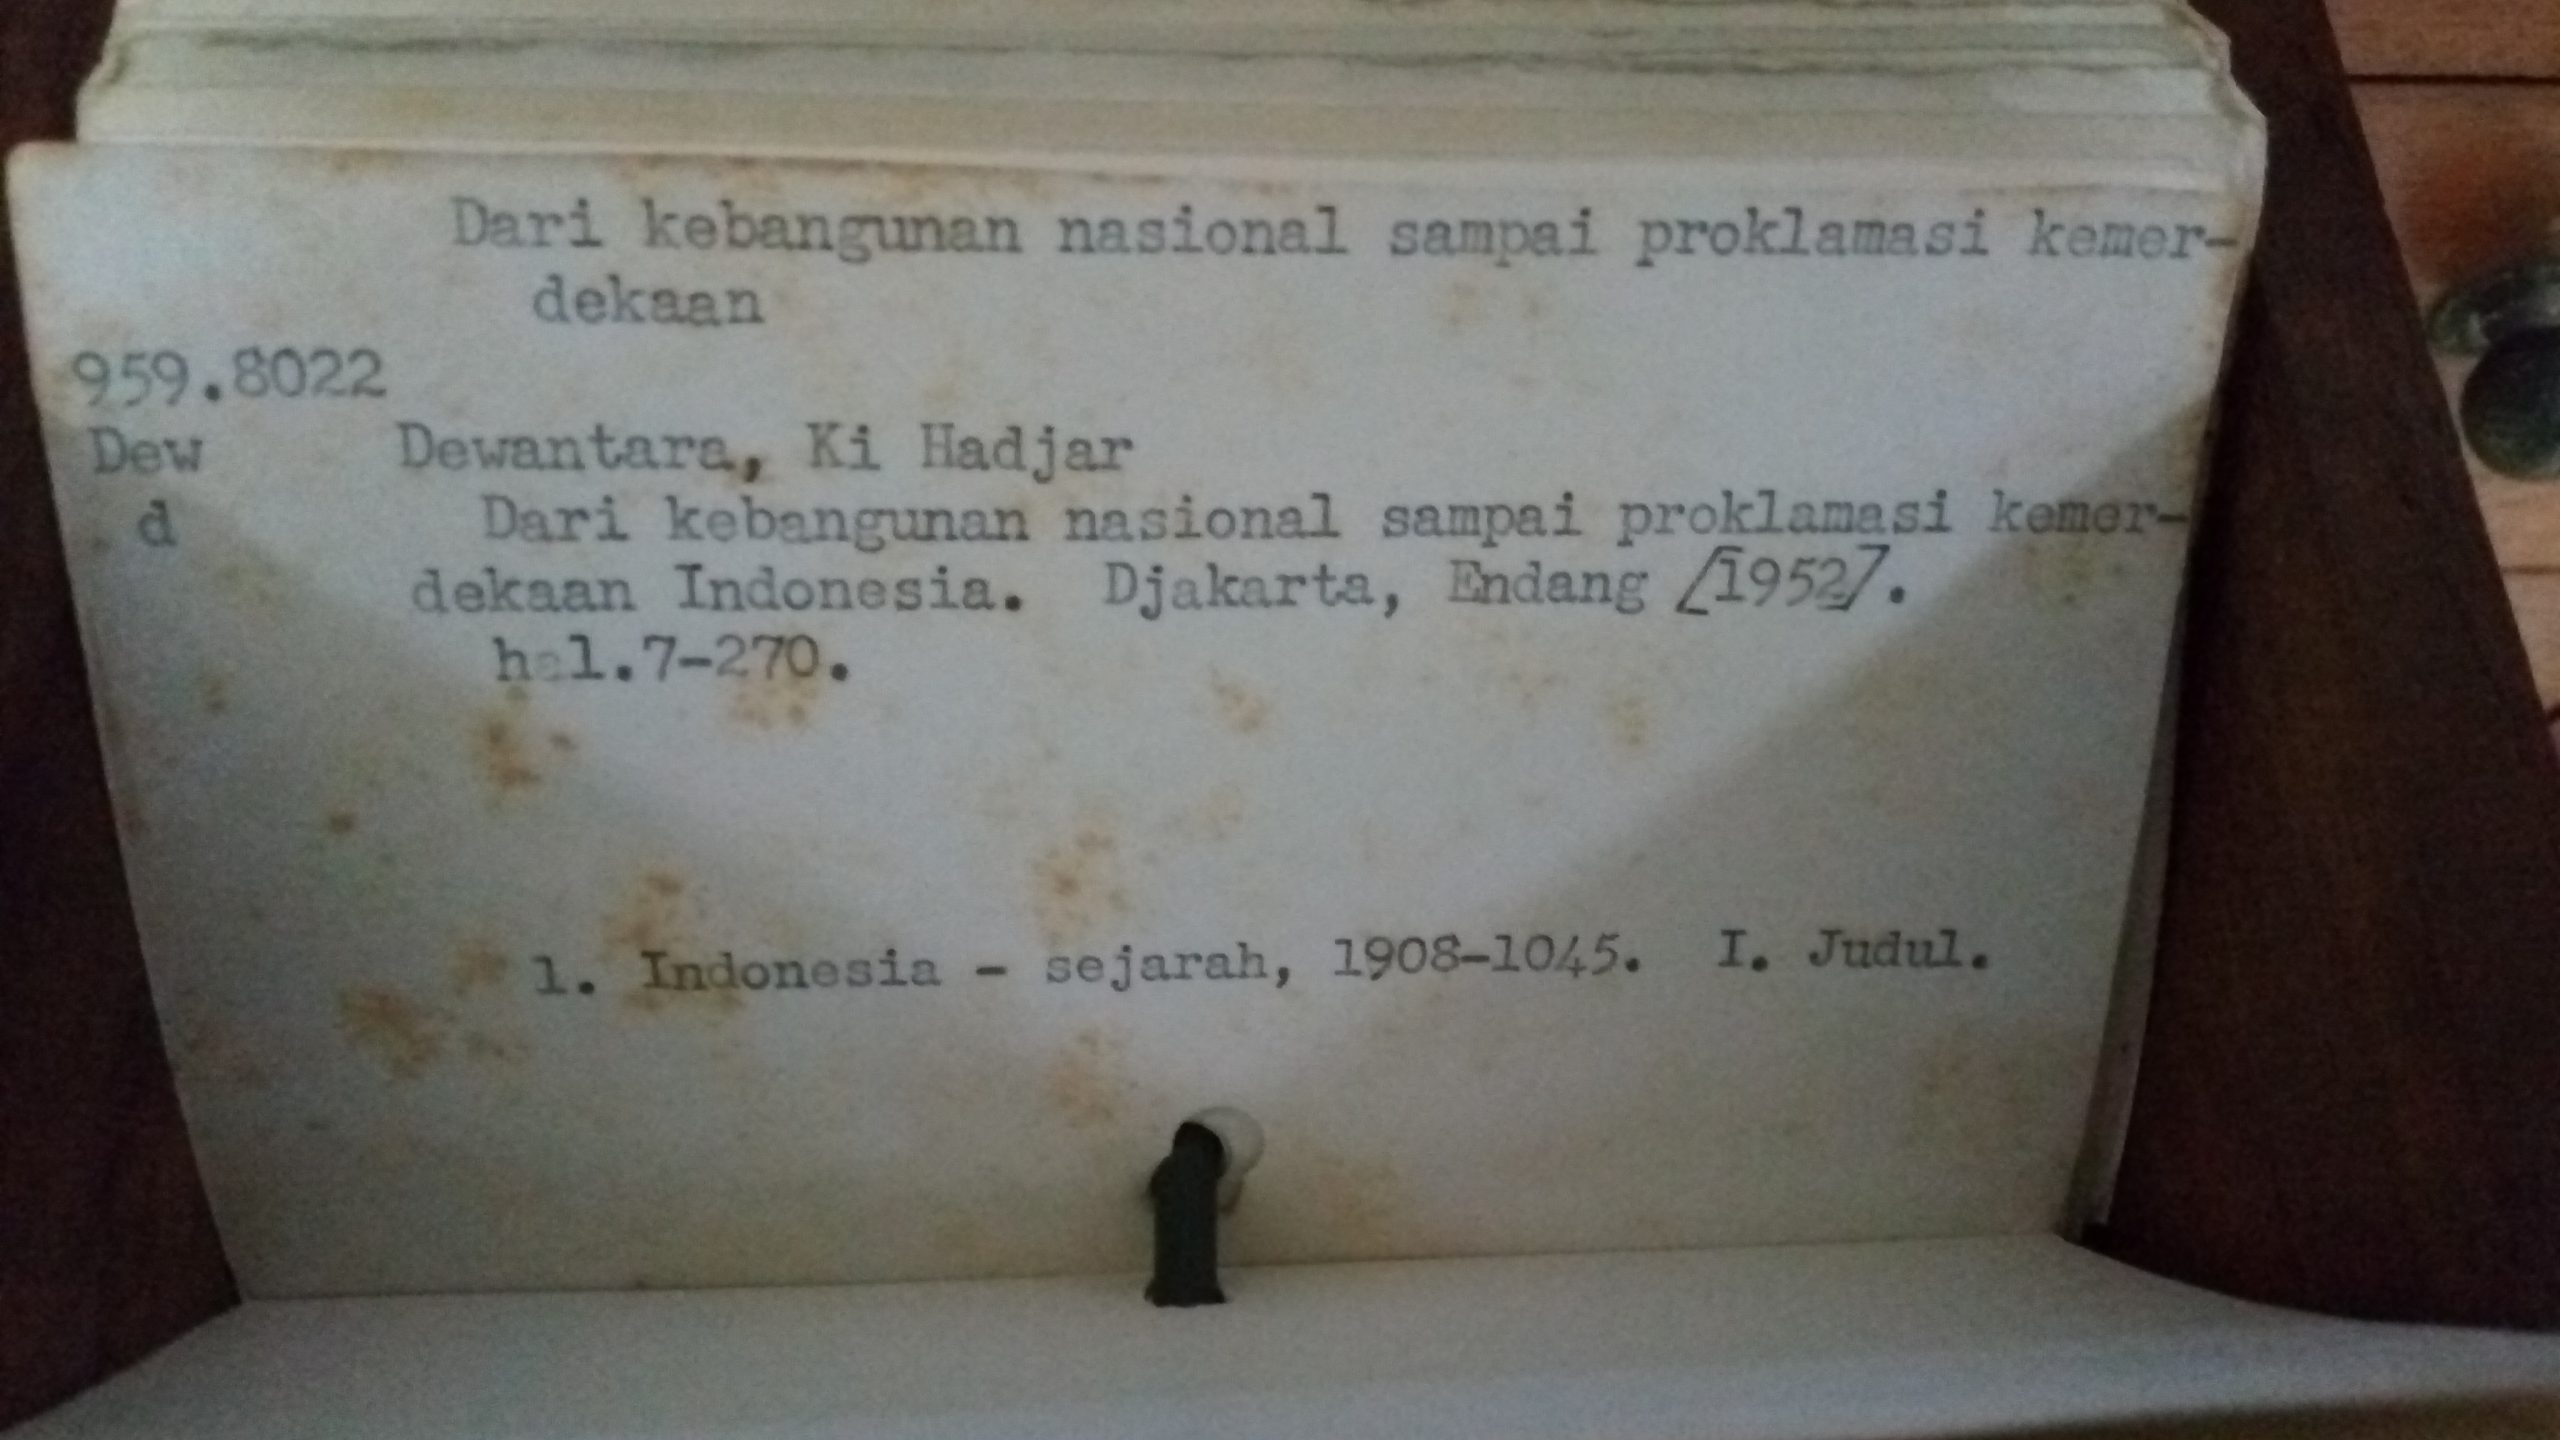 Dari kebangunan nasional sampai proklamasi kemer-
dekaan
959.8022
Dew Dewantara, Ki Hadjar
d Dari kebangunan nasional sampai proklamasi kemer-
dekaan Indonesia. Djakarta, Endang [1952].
hal.7-270.
1. Indonesia - sejarah, 1908-1045. I. Judul.